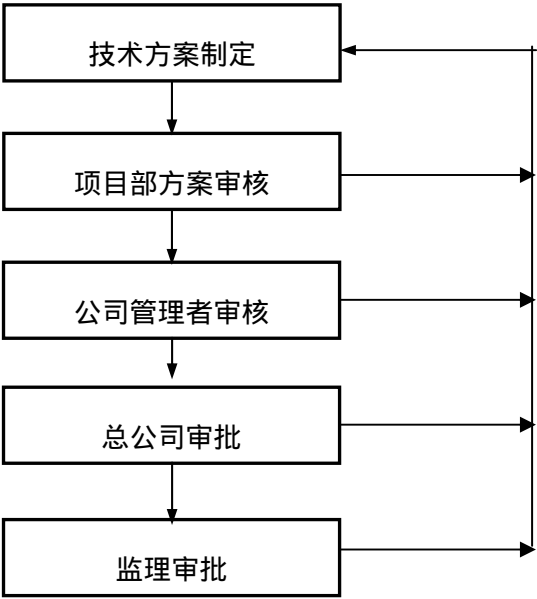 技术方案制定
项目部方案审核
公司管理者审核
总公司审批
监理审批